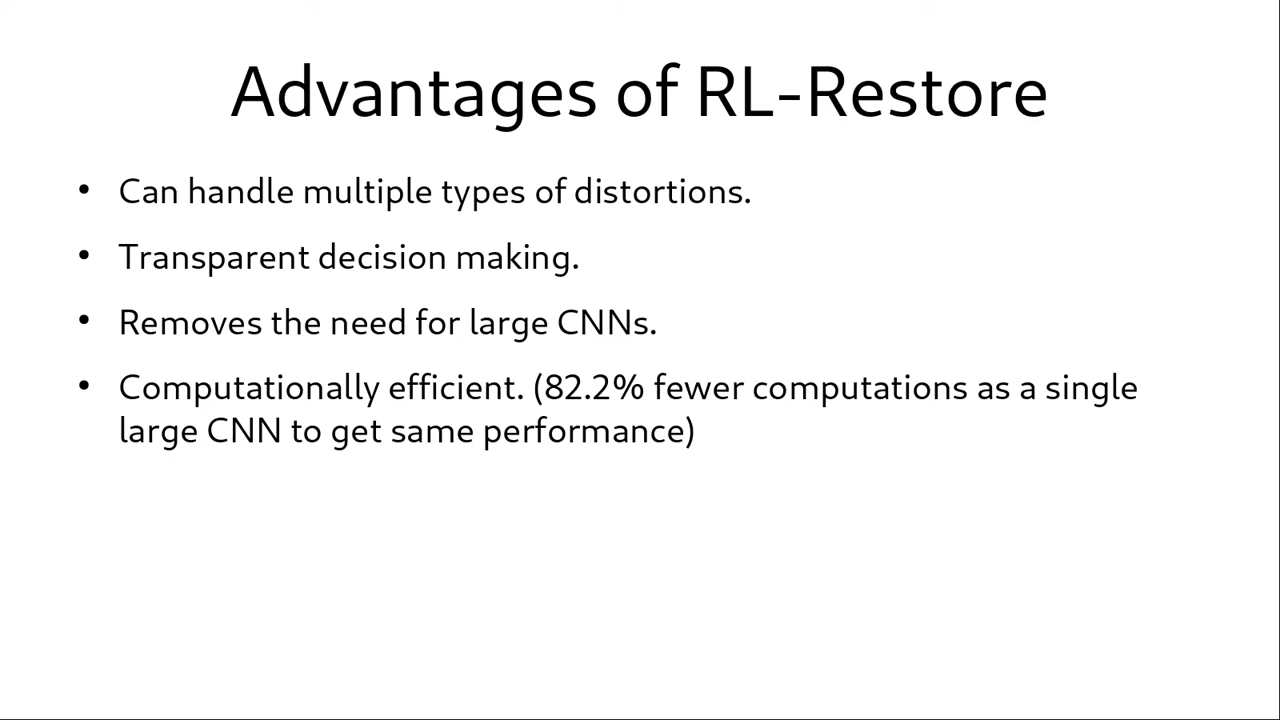 Advantages of RL-Restore
• Can handle multiple types of distortions.
• Transparent decision making.
• Removes the need for large CNNs.
• Computationally efficient. (82.2% fewer computations as a single
large CNN to get same performance)